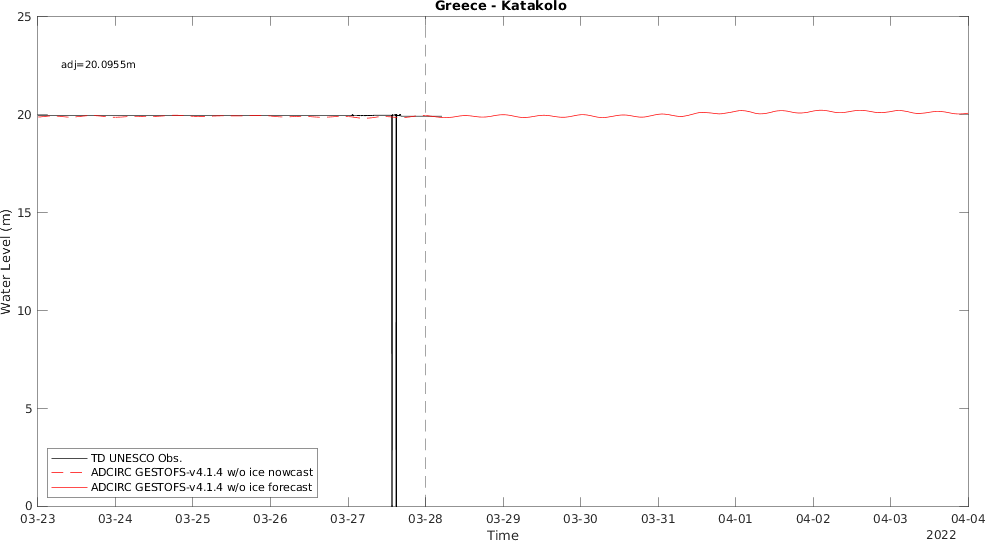 Greece - Katakolo
25
adj=20.0955m
20
15
Water Level (m)
10
5
TD UNESCO Obs.
ADCIRC GESTOFS-v4.1.4 w/o ice nowcast
ADCIRC GESTOFS-v4.1.4 w/o ice forecast
0
03-23 03-24 03-25 03-26 03-27 03-28 03-29 03-30 03-31 04-01 04-02 04-03 04-04
Time
2022